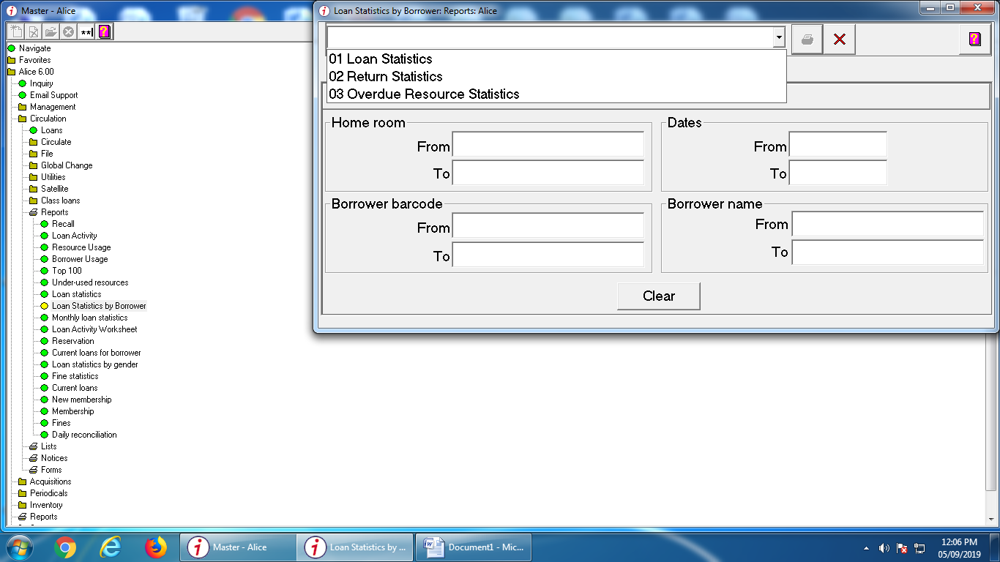 Master - Alice
**
Navigate
Favorites
Alice 6.00
Inquiry
Email Support
Management
Circulation
Loans
Circulate
File
Global Change
Utilities
Satellite
Class loans
Reports
Recall
Loan Activity
Resource Usage
Borrower Usage
Top 100
Under-used resources
Loan statistics
Loan Statistics by Borrower
Monthly loan statistics
Loan Activity Worksheet
Reservation
Current loans for borrower
Loan statistics by gender
Fine statistics
Current loans
New membership
Membership
Fines
Daily reconciliation
Lists
Notices
Forms
Acquisitions
Periodicals
Inventory
Reports
Loan Statistics by Borrower: Reports: Alice
01 Loan Statistics
02 Return Statistics
03 Overdue Resource Statistics
Home room
From
To
Dates
From
To
Borrower barcode
From
To
Borrower name
From
To
Clear
Master - Alice
Loan Statistics by ...
Document1 - Mic...
12:06 PM
05/09/2019